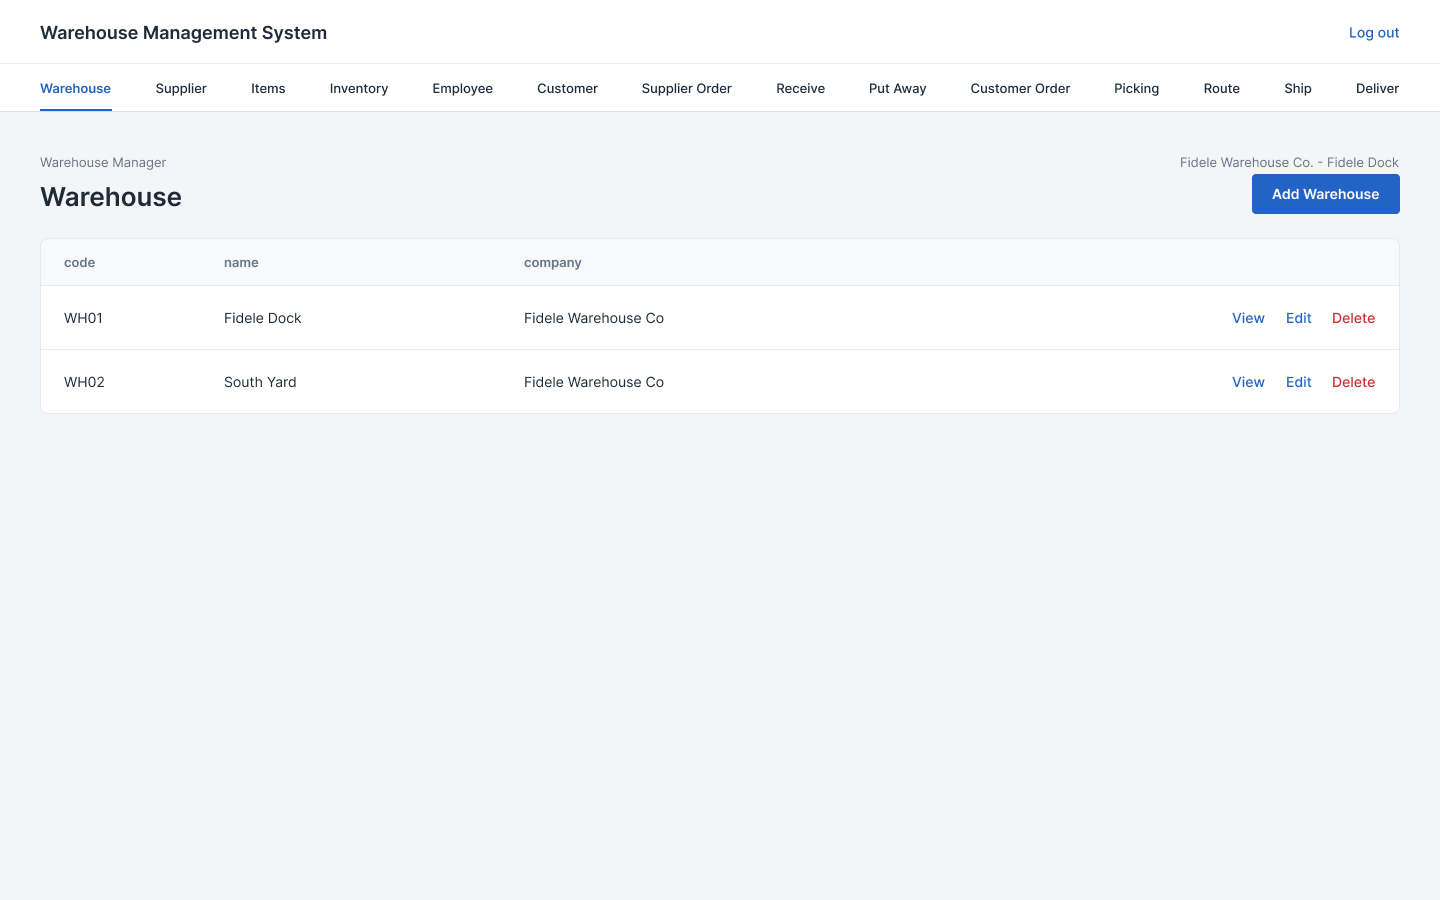 Warehouse Management System Log out
Warehouse Supplier Items Inventory Employee Customer Supplier Order Receive Put Away Customer Order Picking Route Ship Deliver
Warehouse Manager Fidele Warehouse Co. - Fidele Dock
Warehouse Add Warehouse
code name company
WH01 Fidele Dock Fidele Warehouse Co View Edit Delete
WH02 South Yard Fidele Warehouse Co View Edit Delete